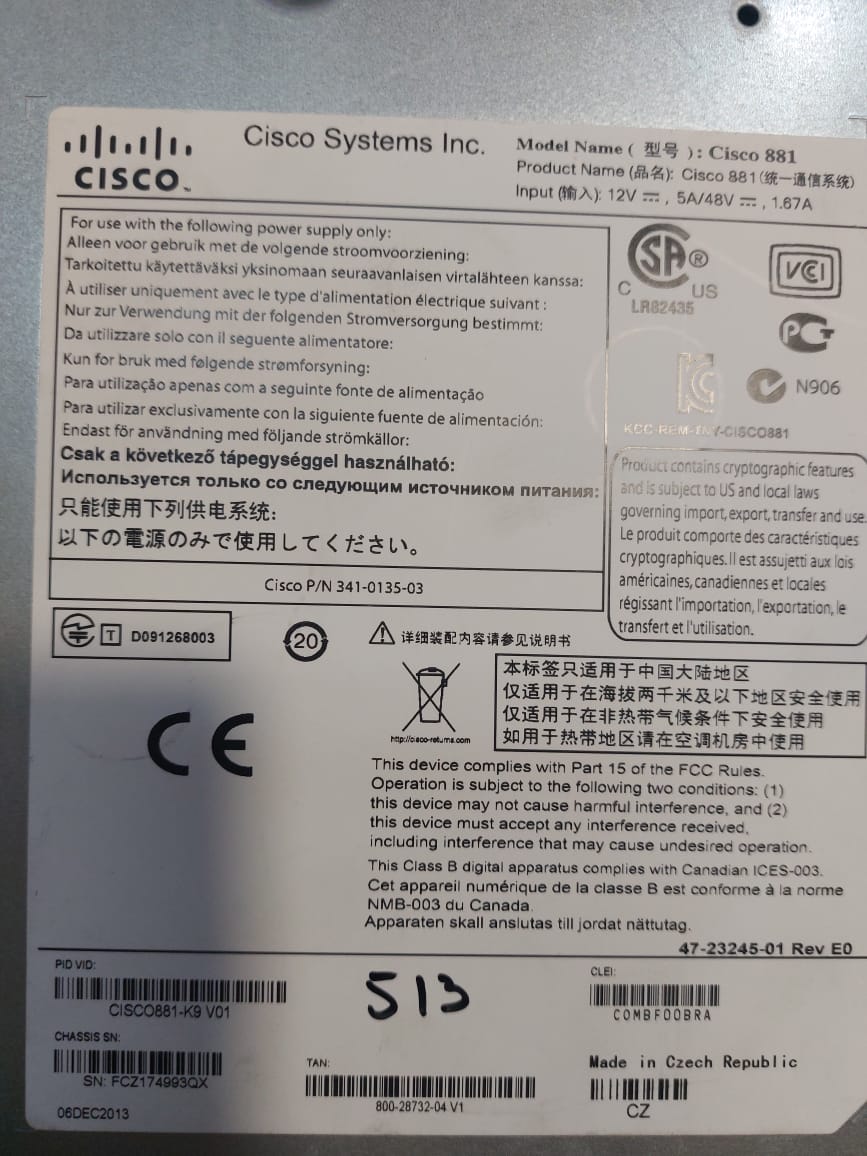 CISCO
Cisco Systems Inc.
Model Name ( 型号 ): Cisco 881
Product Name (品名): Cisco 881(统一通信系统)
Input (输入): 12V ⎓, 5A/48V ⎓, 1.67A
For use with the following power supply only:
Alleen voor gebruik met de volgende stroomvoorziening:
Tarkoitettu käytettäväksi yksinomaan seuraavanlaisen virtalähteen kanssa:
À utiliser uniquement avec le type d'alimentation électrique suivant :
Nur zur Verwendung mit der folgenden Stromversorgung bestimmt:
Da utilizzare solo con il seguente alimentatore:
Kun for bruk med følgende strømforsyning:
Para utilização apenas com a seguinte fonte de alimentação
Para utilizar exclusivamente con la siguiente fuente de alimentación:
Endast för användning med följande strömkällor:
Csak a következő tápegységgel használható:
Используется только со следующим источником питания:
只能使用下列供电系统:
以下の電源のみで使用してください。
Cisco P/N 341-0135-03
SA ®
C US
LR82435
VCI
PCT
KC
N906
KCC-REM-1NY-CISCO881
Product contains cryptographic features
and is subject to US and local laws
governing import, export, transfer and use.
Le produit comporte des caractéristiques
cryptographiques. Il est assujetti aux lois
américaines, canadiennes et locales
régissant l'importation, l'exportation, le
transfert et l'utilisation.
T D091268003
20
详细装配内容请参见说明书
http://cisco-returns.com
本标签只适用于中国大陆地区
仅适用于在海拔两千米及以下地区安全使用
仅适用于在非热带气候条件下安全使用
如用于热带地区请在空调机房中使用
CE
This device complies with Part 15 of the FCC Rules.
Operation is subject to the following two conditions: (1)
this device may not cause harmful interference, and (2)
this device must accept any interference received,
including interference that may cause undesired operation.
This Class B digital apparatus complies with Canadian ICES-003.
Cet appareil numérique de la classe B est conforme à la norme
NMB-003 du Canada.
Apparaten skall anslutas till jordat nättutag.
47-23245-01 Rev E0
PID VID:
CISCO881-K9 V01
513
CLEI:
COMBF00BRA
CHASSIS SN:
SN: FCZ174993QX
06DEC2013
TAN:
800-28732-04 V1
Made in Czech Republic
CZ